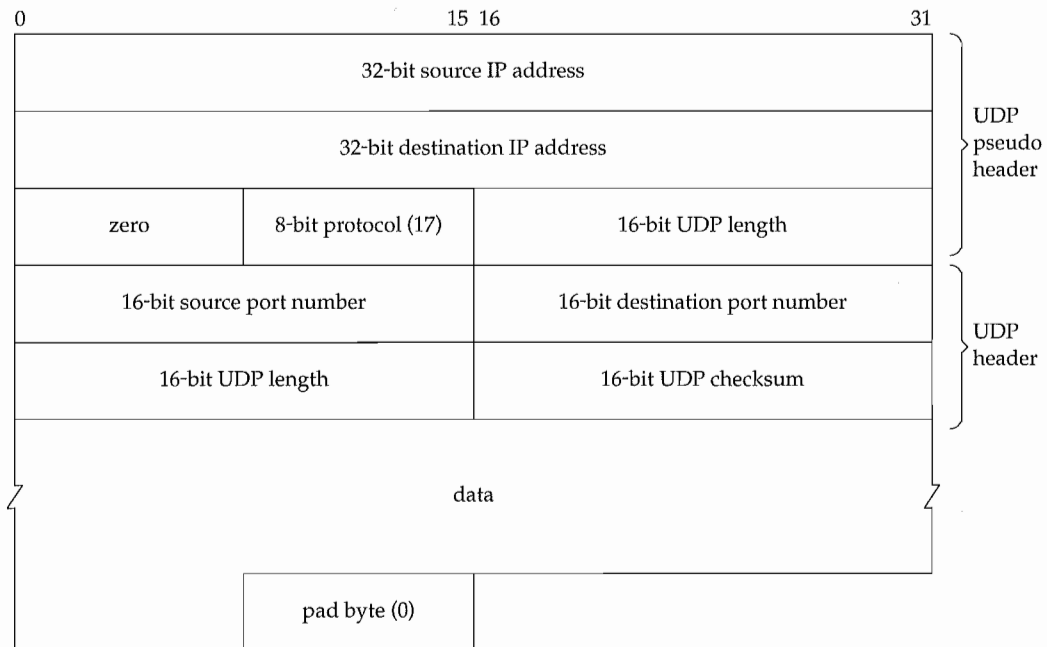 0 15 16 31
32-bit source IP address
32-bit destination IP address
UDP
pseudo
header
zero 8-bit protocol (17) 16-bit UDP length
16-bit source port number 16-bit destination port number
16-bit UDP length 16-bit UDP checksum
UDP
header
data
pad byte (0)